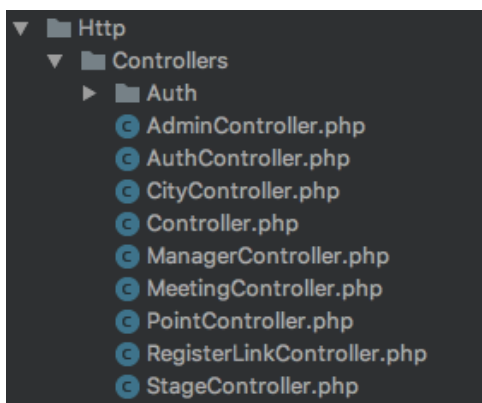 Http
Controllers
Auth
AdminController.php
AuthController.php
CityController.php
Controller.php
ManagerController.php
MeetingController.php
PointController.php
RegisterLinkController.php
StageController.php